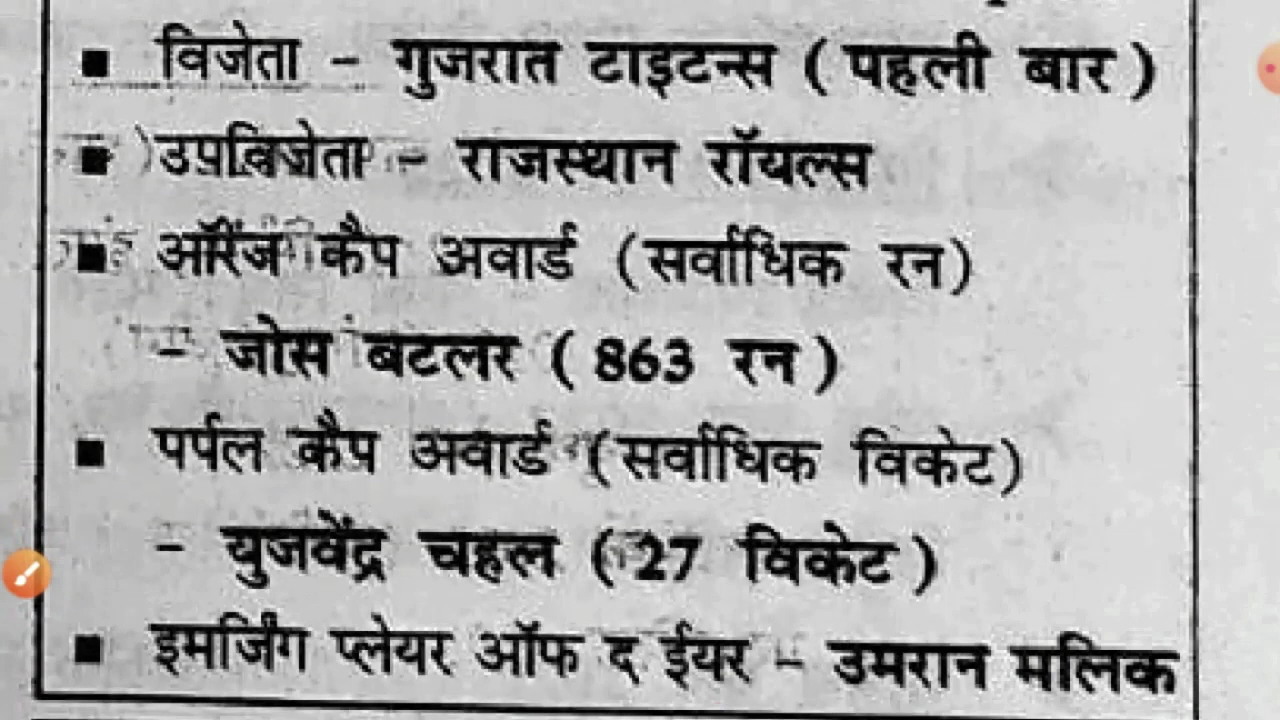 ▪ विजेता - गुजरात टाइटन्स ( पहली बार )
▪ उपविजेता - राजस्थान रॉयल्स
▪ ऑरेंज कैप अवार्ड (सर्वाधिक रन)
- जोस बटलर ( 863 रन )
▪ पर्पल कैप अवार्ड (सर्वाधिक विकेट)
- युजवेंद्र चहल ( 27 विकेट )
▪ इमर्जिंग प्लेयर ऑफ द ईयर - उमरान मलिक